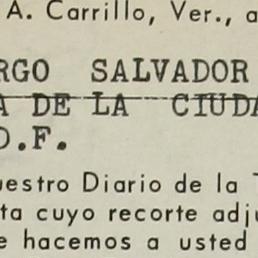 A. Carrillo, Ver., a
RGO SALVADOR
A DE LA CIUDA
D.F.
uestro Diario de la T
ta cuyo recorte adju
e hacemos a usted